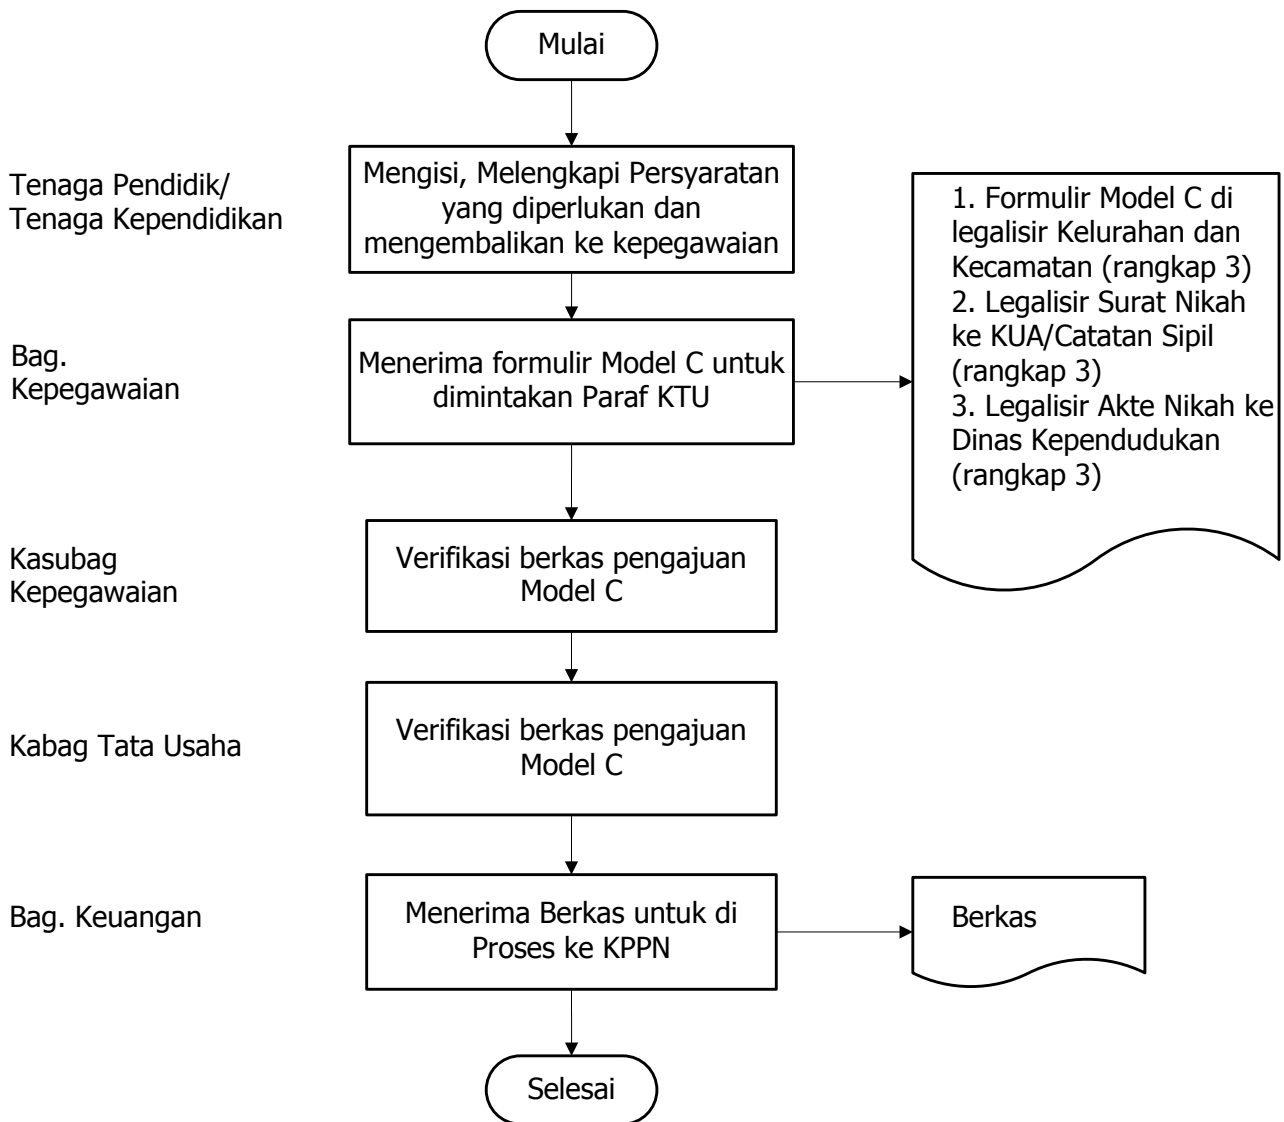 Mulai
Tenaga Pendidik/
Tenaga Kependidikan
Mengisi, Melengkapi Persyaratan
yang diperlukan dan
mengembalikan ke kepegawaian
1. Formulir Model C di
legalisir Kelurahan dan
Kecamatan (rangkap 3)
2. Legalisir Surat Nikah
ke KUA/Catatan Sipil
(rangkap 3)
3. Legalisir Akte Nikah ke
Dinas Kependudukan
(rangkap 3)
Bag.
Kepegawaian
Menerima formulir Model C untuk
dimintakan Paraf KTU
Kasubag
Kepegawaian
Verifikasi berkas pengajuan
Model C
Kabag Tata Usaha
Verifikasi berkas pengajuan
Model C
Bag. Keuangan
Menerima Berkas untuk di
Proses ke KPPN
Berkas
Selesai